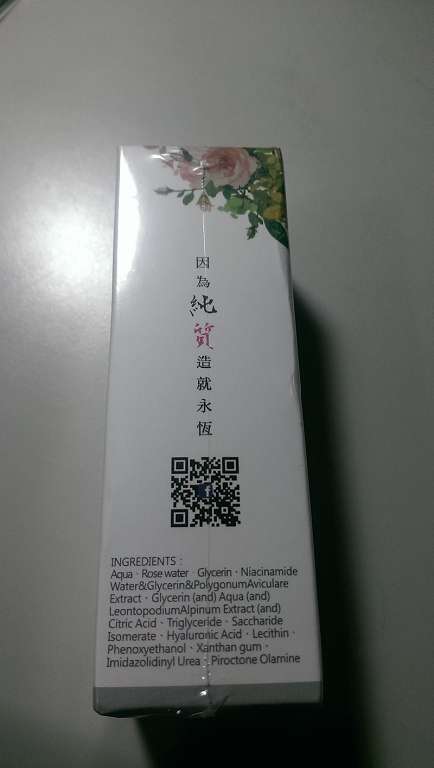 因為純質造就永恆
INGREDIENTS：
Aqua · Rose water · Glycerin · Niacinamide
Water&Glycerin&PolygonumAviculare
Extract · Glycerin (and) Aqua (and)
LeontopodiumAlpinum Extract (and)
Citric Acid · Triglyceride · Saccharide
Isomerate · Hyaluronic Acid · Lecithin ·
Phenoxyethanol · Xanthan gum ·
Imidazolidinyl Urea · Piroctone Olamine